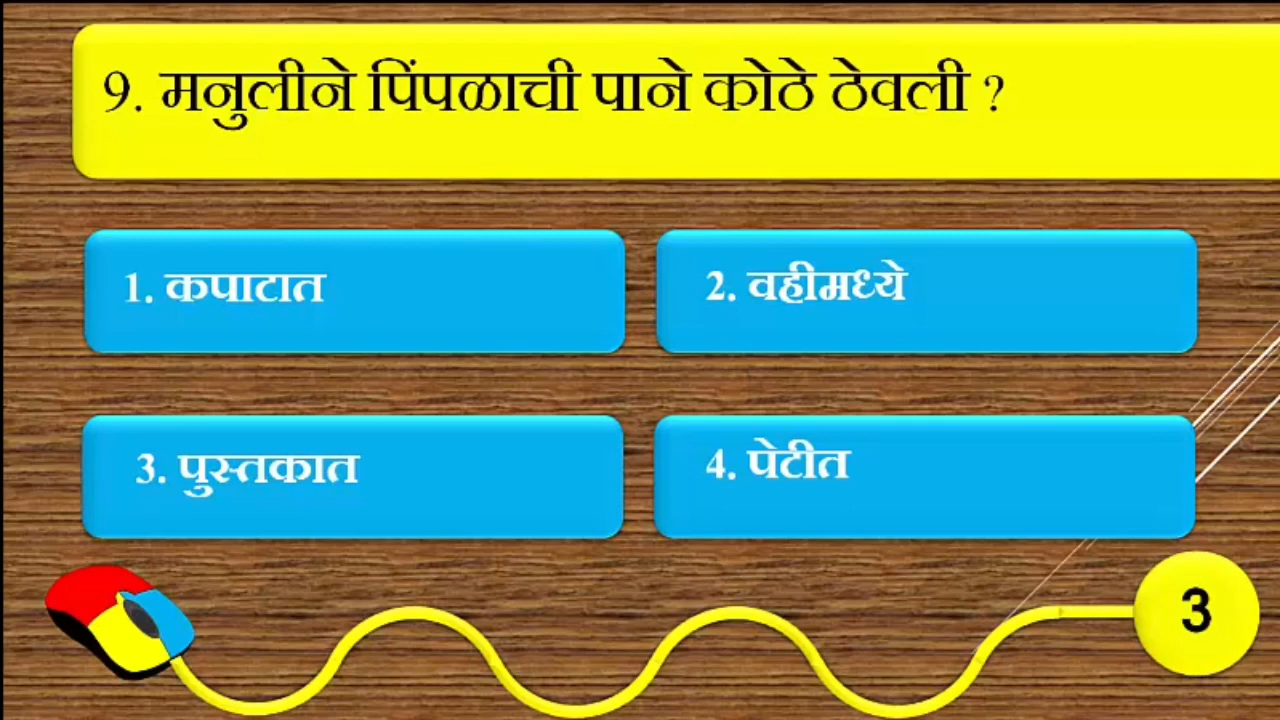 9. मनुलीने पिंपळाची पाने कोठे ठेवली ?
1. कपाटात
2. वहीमध्ये
3. पुस्तकात
4. पेटीत
3